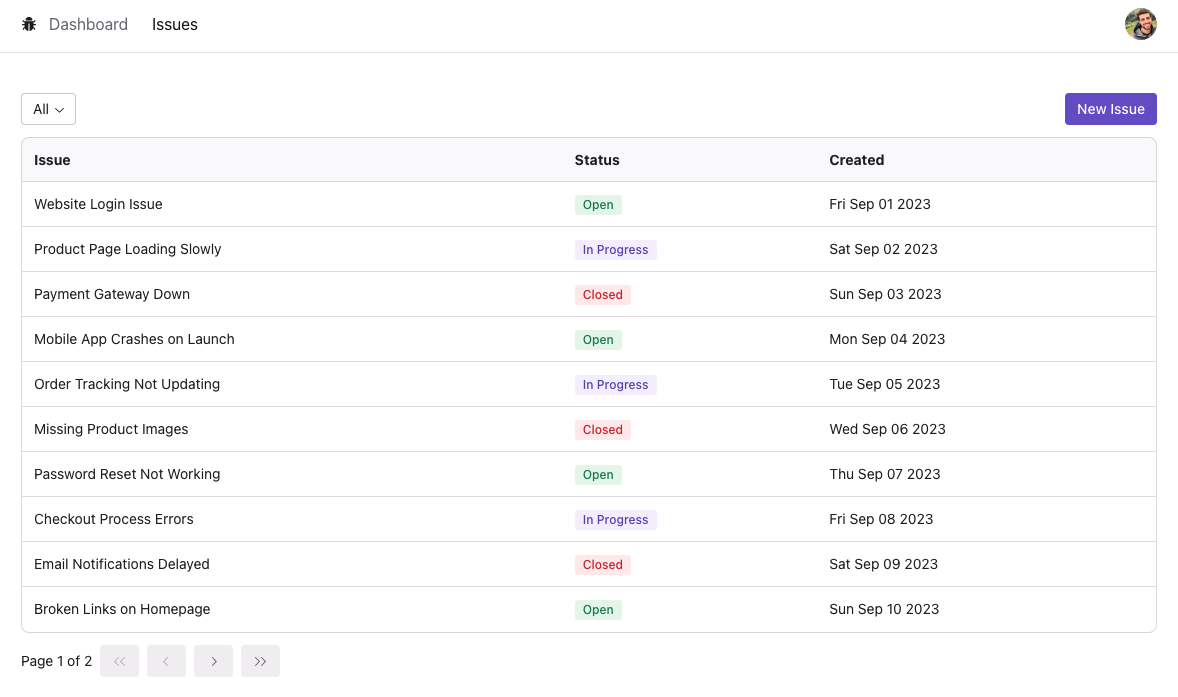 Dashboard Issues
All New Issue
Issue Status Created
Website Login Issue Open Fri Sep 01 2023
Product Page Loading Slowly In Progress Sat Sep 02 2023
Payment Gateway Down Closed Sun Sep 03 2023
Mobile App Crashes on Launch Open Mon Sep 04 2023
Order Tracking Not Updating In Progress Tue Sep 05 2023
Missing Product Images Closed Wed Sep 06 2023
Password Reset Not Working Open Thu Sep 07 2023
Checkout Process Errors In Progress Fri Sep 08 2023
Email Notifications Delayed Closed Sat Sep 09 2023
Broken Links on Homepage Open Sun Sep 10 2023
Page 1 of 2